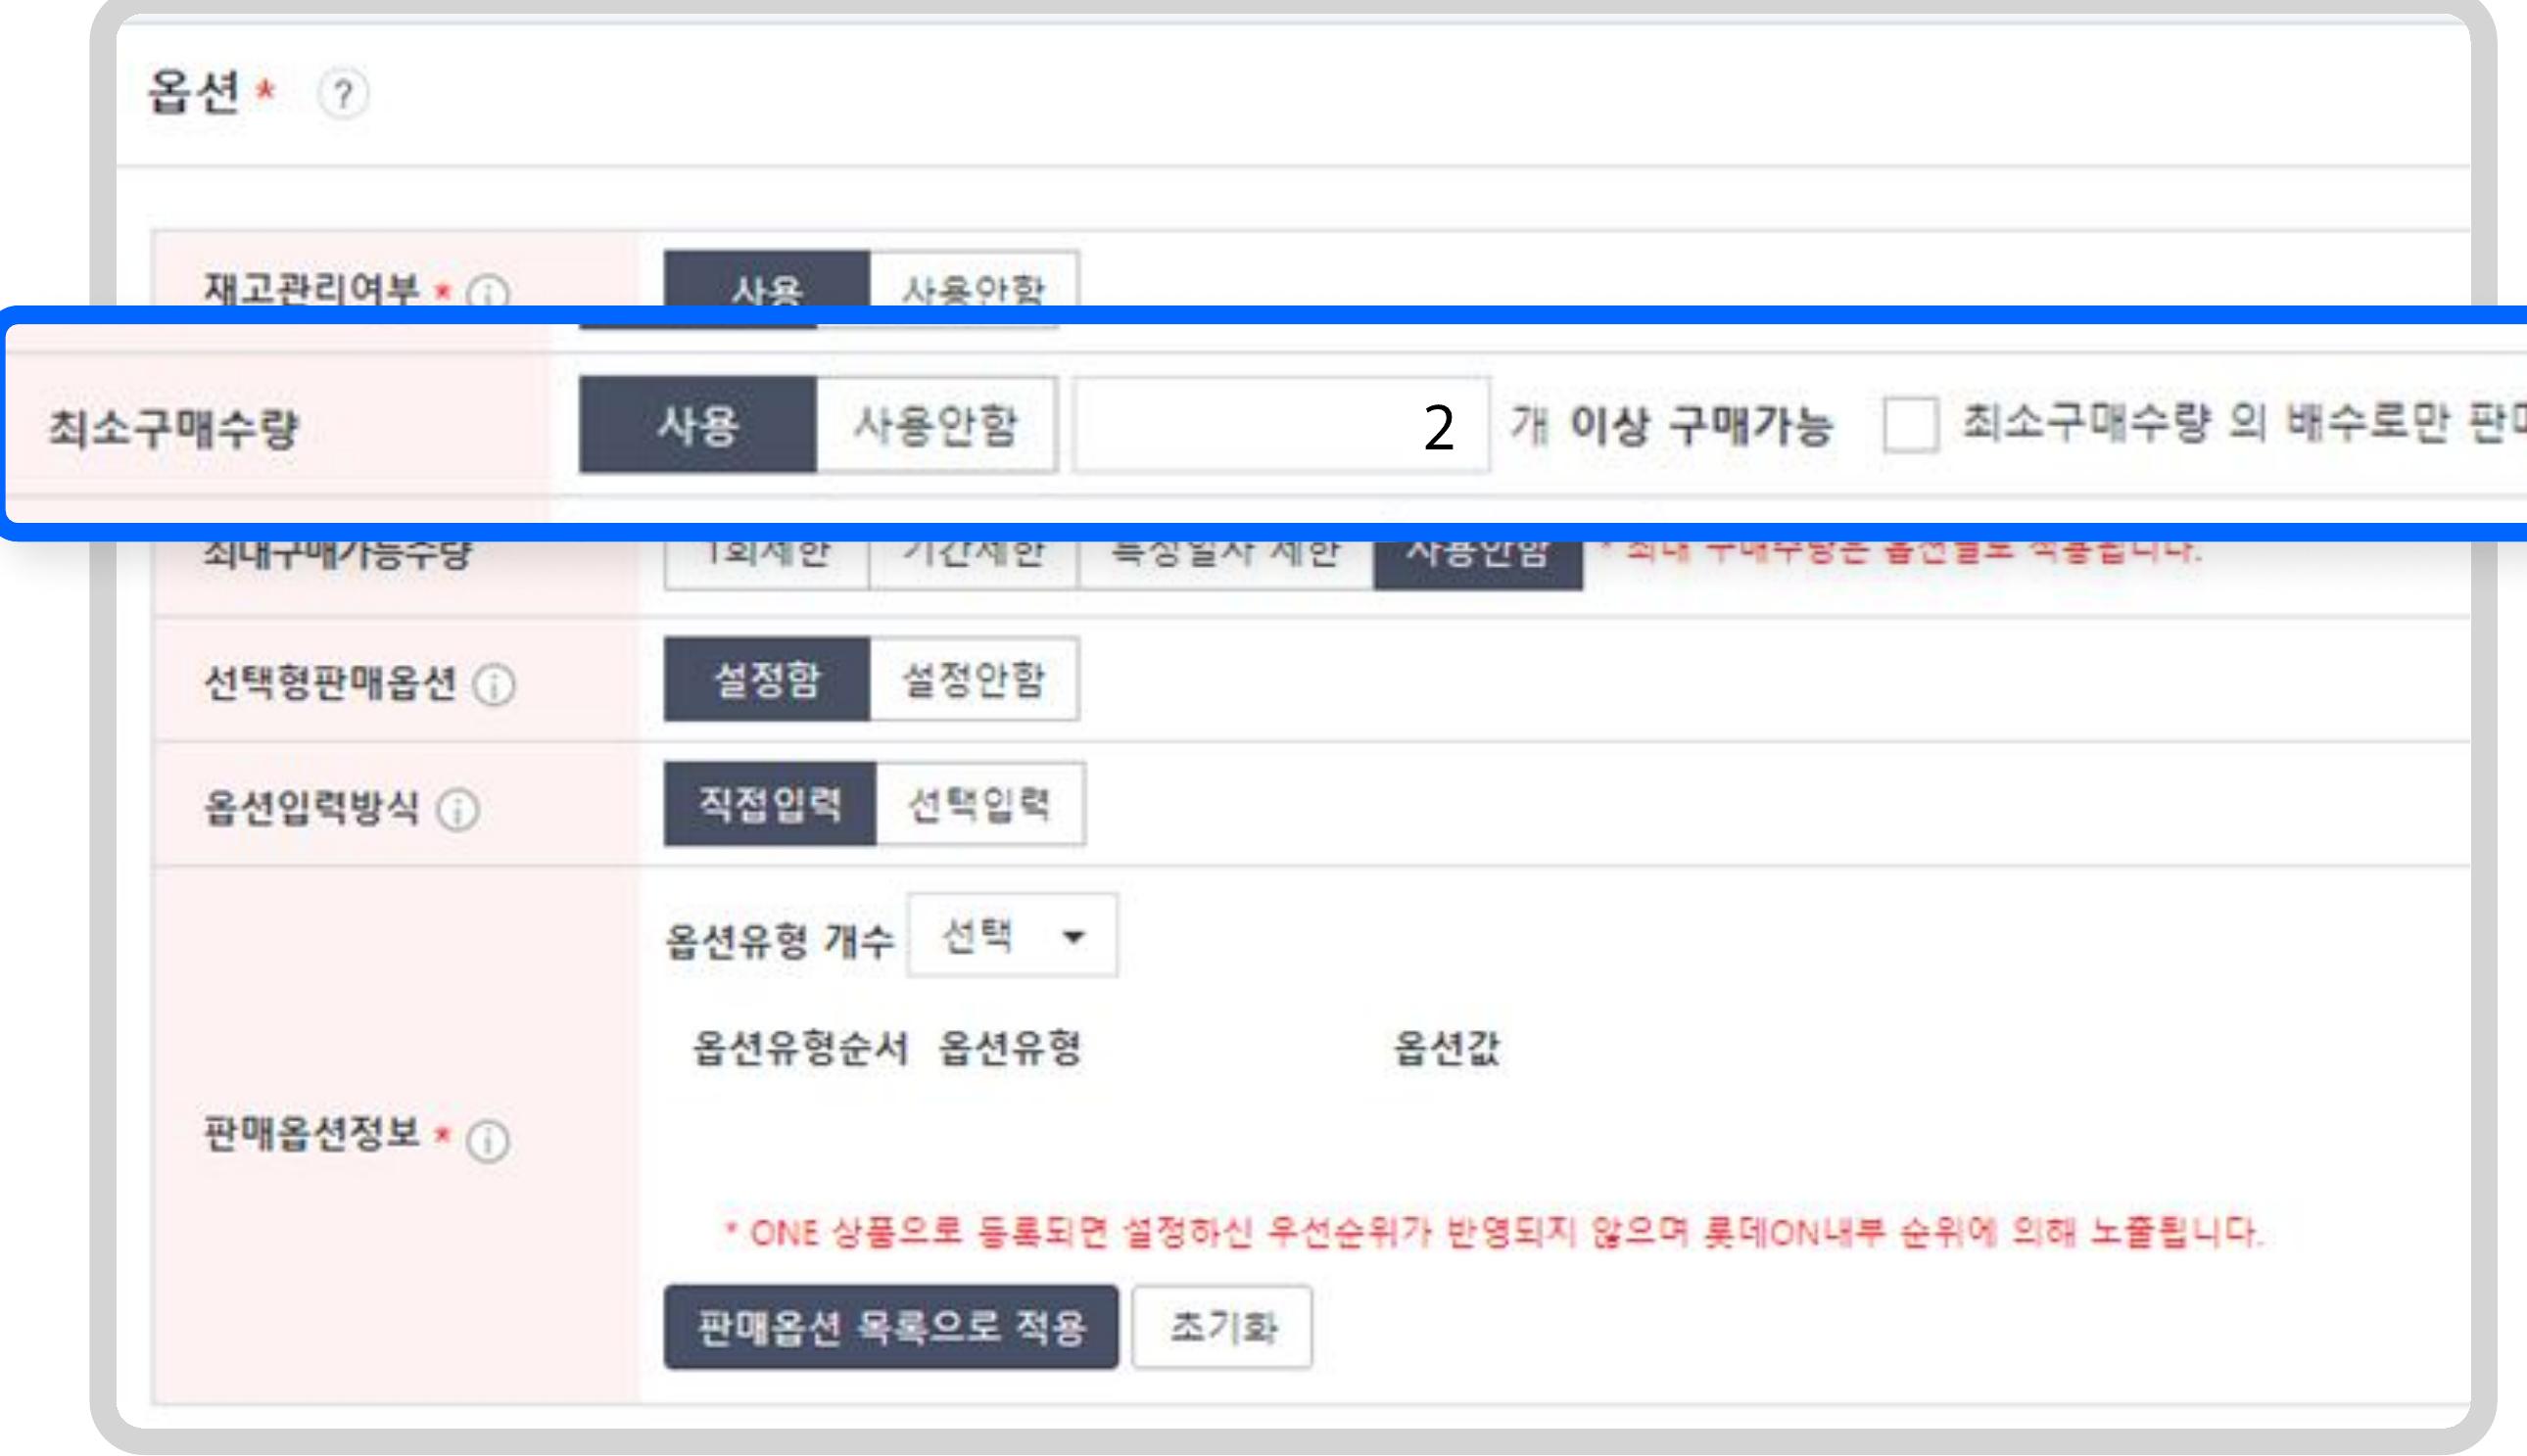 옵션 * ?
재고관리여부 * ⓘ 사용 사용안함
최소구매수량 사용 사용안함 2 개 이상 구매가능 최소구매수량 의 배수로만
최대구매가능수량 1회제한 기간제한 특정일자 제한 사용안함 * 최대 구매수량은 옵션별로 적용됩니다.
선택형판매옵션 ⓘ 설정함 설정안함
옵션입력방식 ⓘ 직접입력 선택입력
옵션유형 개수 선택
옵션유형순서 옵션유형 옵션값
판매옵션정보 * ⓘ
* ONE 상품으로 등록되면 설정하신 우선순위가 반영되지 않으며 롯데ON내부 순위에 의해 노출됩니다.
판매옵션 목록으로 적용 초기화